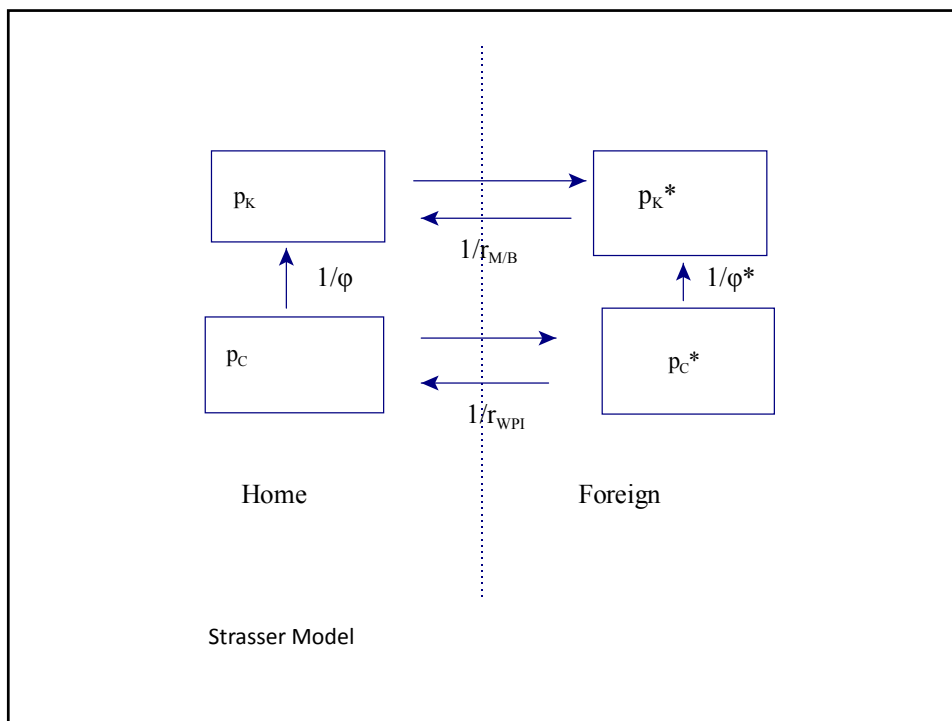 p_K p_K*
1/r_M/B
1/φ 1/φ*
p_C p_C*
1/r_WPI
Home Foreign
Strasser Model